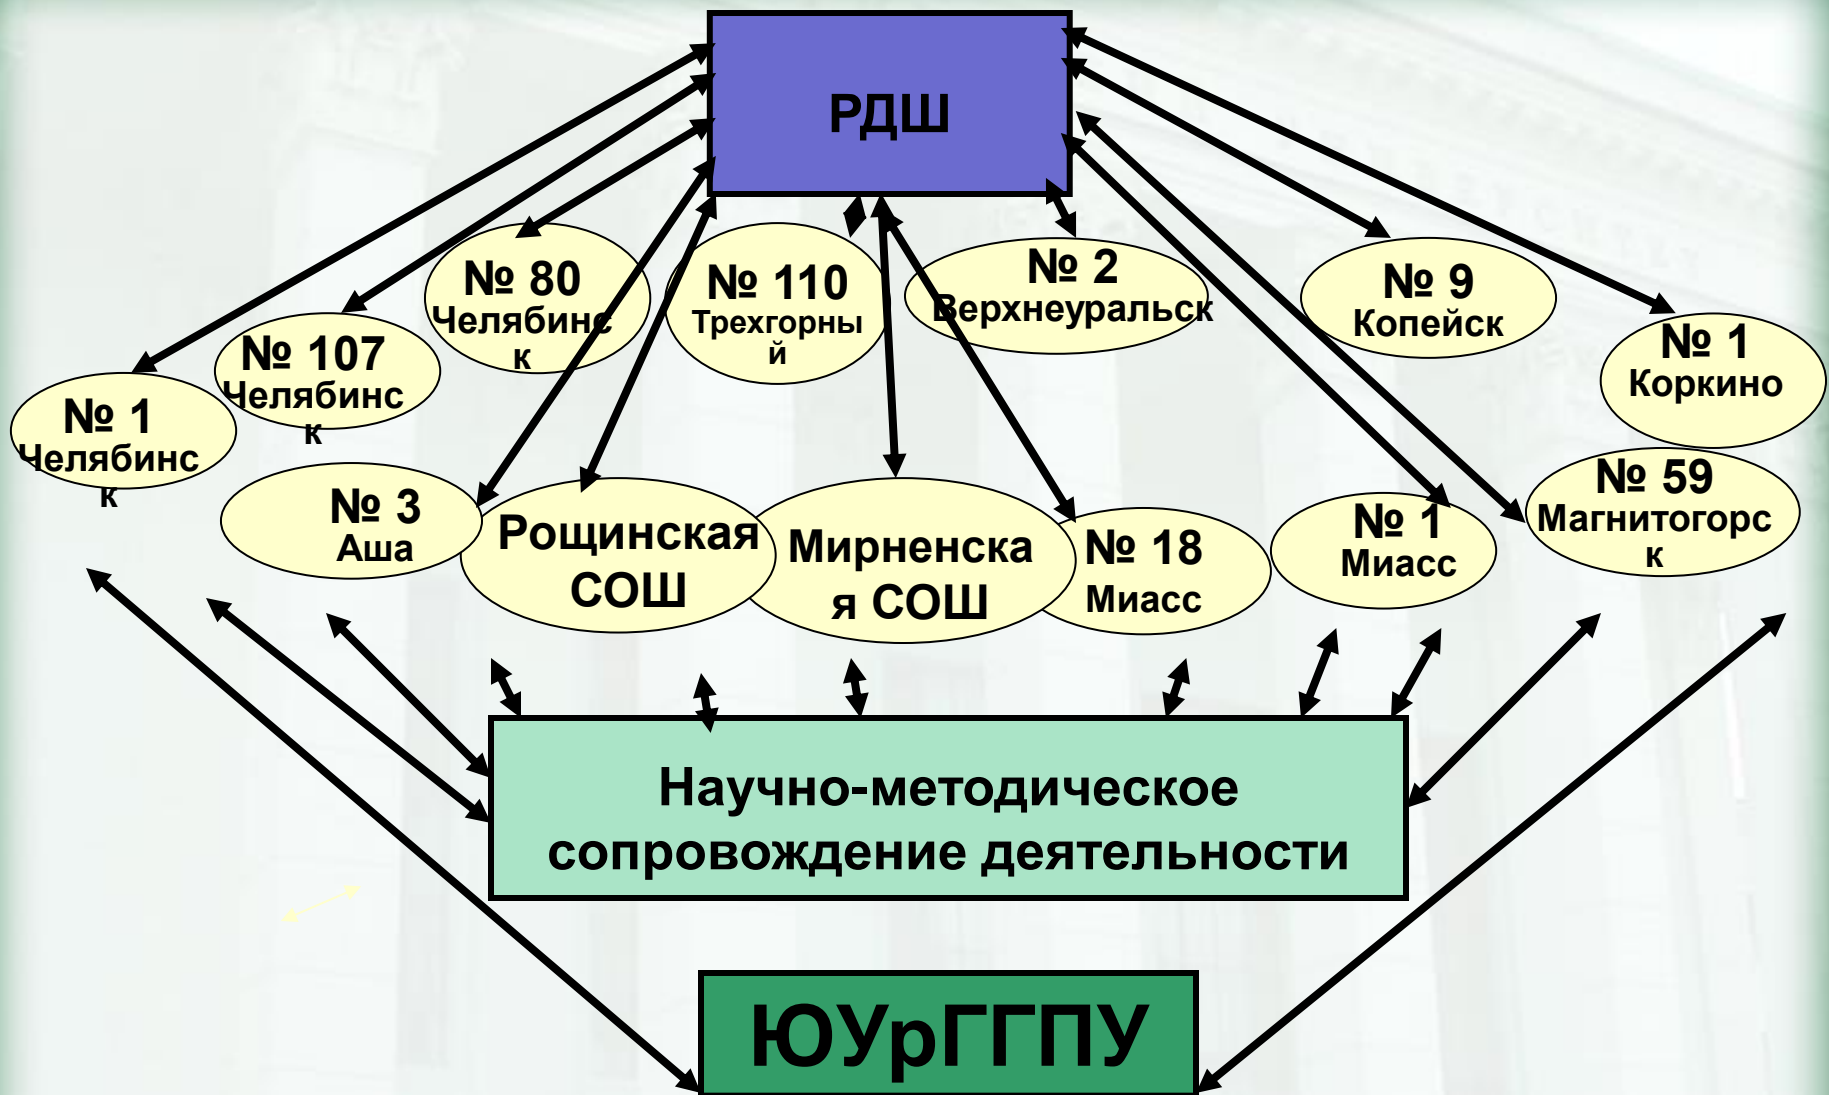 РДШ
№ 80
Челябинс
к
№ 110
Трехгорны
й
№ 2
Верхнеуральск
№ 9
Копейск
№ 107
Челябинс
к
№ 1
Коркино
№ 1
Челябинс
к
№ 3
Аша
Рощинская
СОШ
Мирненска
я СОШ
№ 18
Миасс
№ 1
Миасс
№ 59
Магнитогорс
к
Научно-методическое
сопровождение деятельности
ЮУрГГПУ